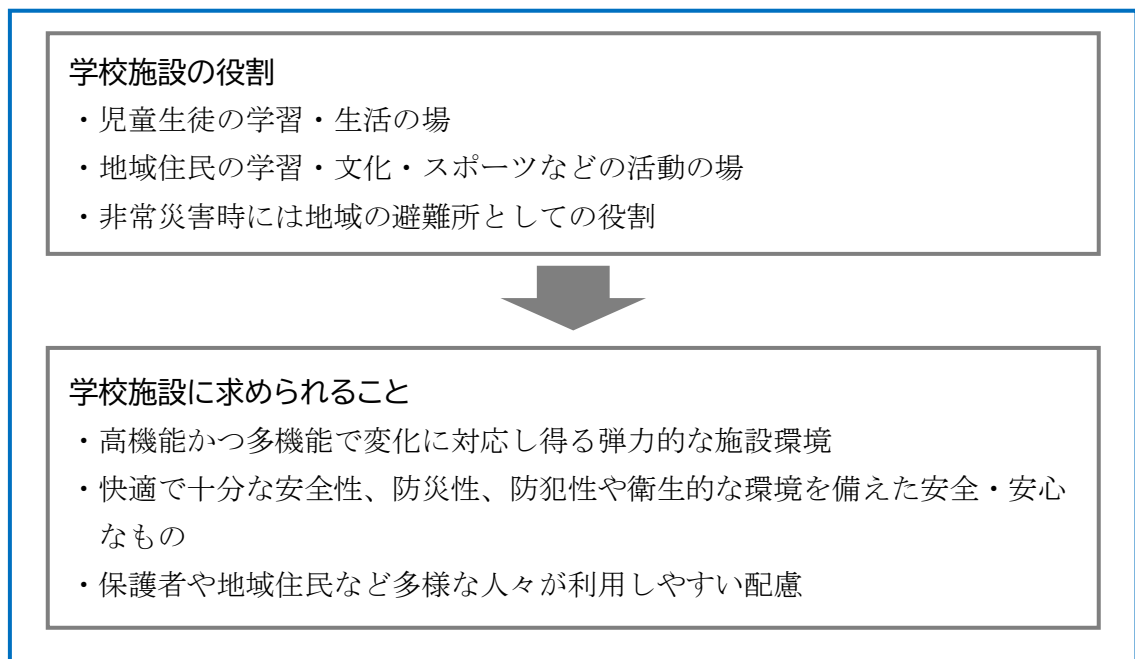 学校施設の役割
・児童生徒の学習・生活の場
・地域住民の学習・文化・スポーツなどの活動の場
・非常災害時には地域の避難所としての役割
学校施設に求められること
・高機能かつ多機能で変化に対応し得る弾力的な施設環境
・快適で十分な安全性、防災性、防犯性や衛生的な環境を備えた安全・安心
なもの
・保護者や地域住民など多様な人々が利用しやすい配慮